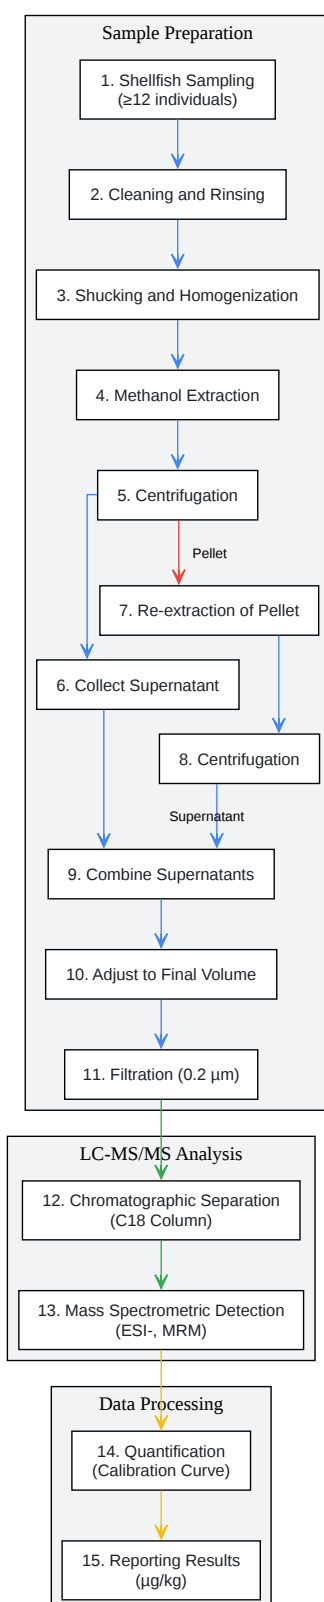 Sample Preparation
1. Shellfish Sampling
(≥12 individuals)
2. Cleaning and Rinsing
3. Shucking and Homogenization
4. Methanol Extraction
5. Centrifugation
Pellet
7. Re-extraction of Pellet
6. Collect Supernatant
8. Centrifugation
Supernatant
9. Combine Supernatants
10. Adjust to Final Volume
11. Filtration (0.2 µm)
LC-MS/MS Analysis
12. Chromatographic Separation
(C18 Column)
13. Mass Spectrometric Detection
(ESI-, MRM)
Data Processing
14. Quantification
(Calibration Curve)
15. Reporting Results
(µg/kg)